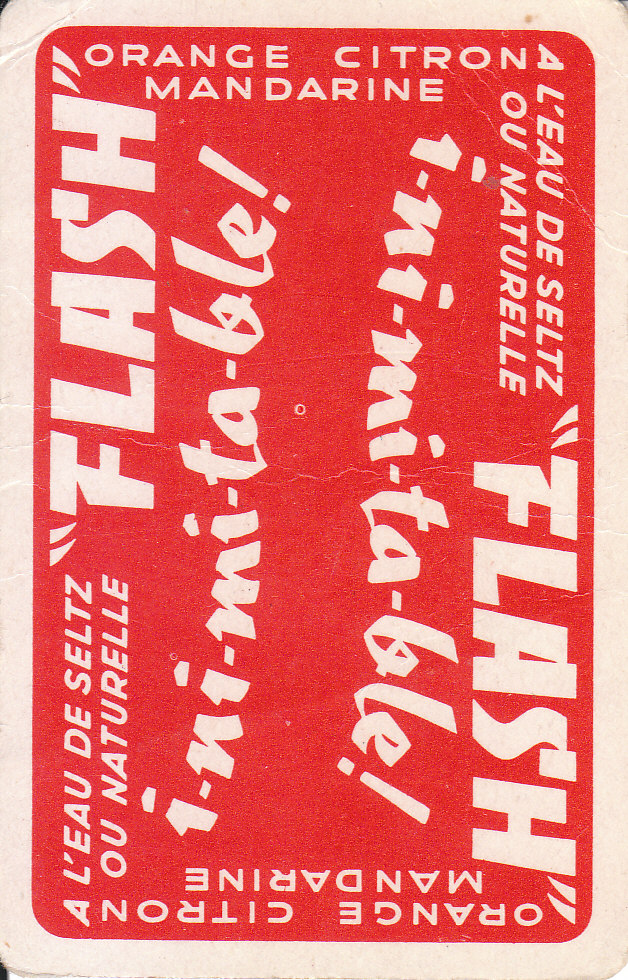 ORANGE CITRON
MANDARINE
A L'EAU DE SELTZ
OU NATURELLE
"FLASH"
i-ni-mi-ta-ble!
i-ni-mi-ta-ble!
A L'EAU DE SELTZ
OU NATURELLE
"FLASH"
ORANGE CITRON
MANDARINE